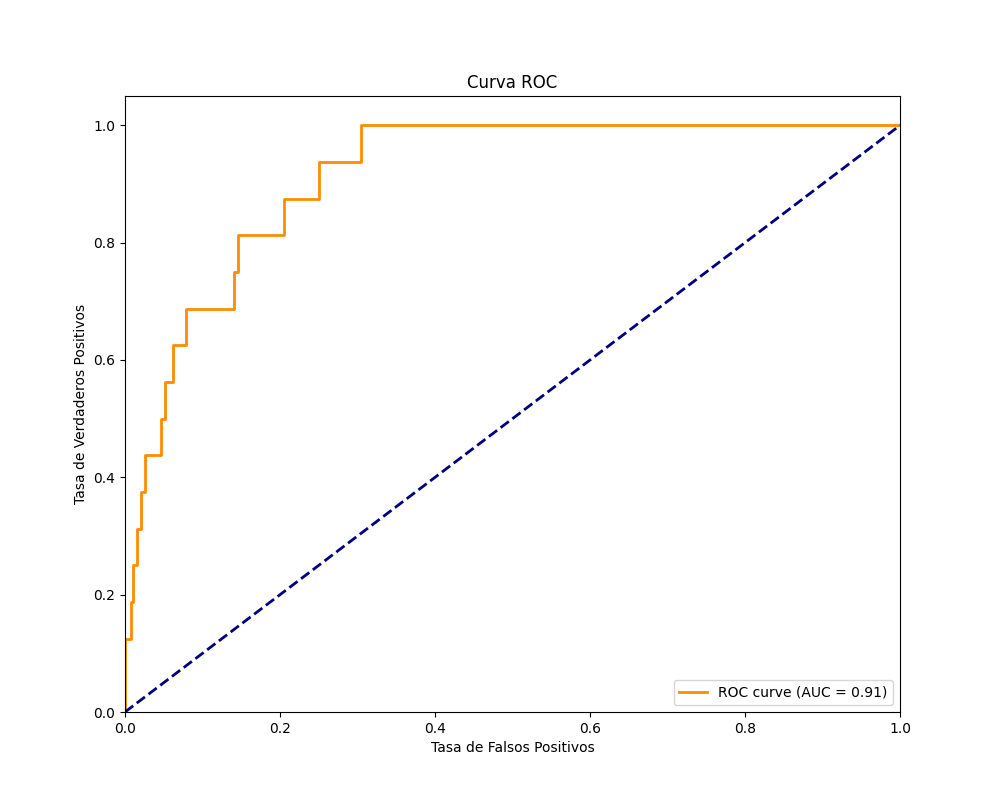 Curva ROC
1.0
0.8
0.6
0.4
0.2
0.0
Tasa de Verdaderos Positivos
ROC curve (AUC = 0.91)
0.0 0.2 0.4 0.6 0.8 1.0
Tasa de Falsos Positivos